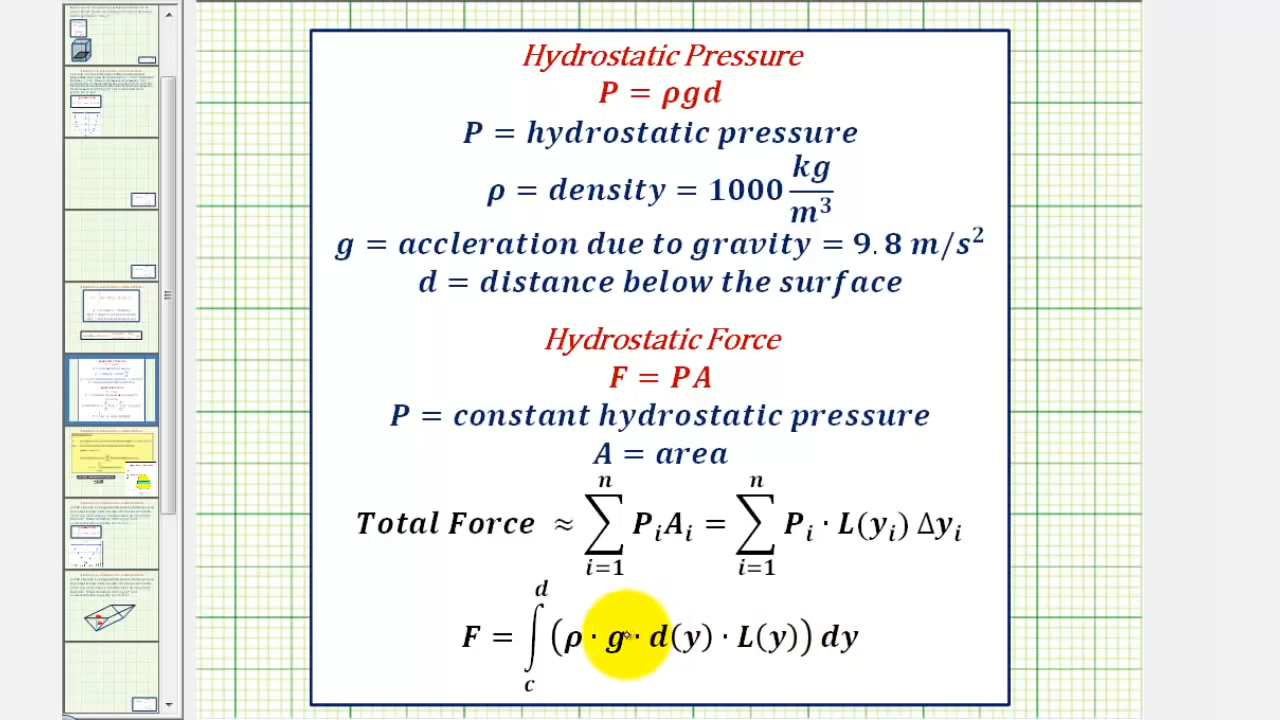 Hydrostatic Pressure
P = ρgd
P = hydrostatic pressure
ρ = density = 1000 kg/m³
g = accleration due to gravity = 9.8 m/s²
d = distance below the surface
Hydrostatic Force
F = PA
P = constant hydrostatic pressure
A = area
Total Force ≈ ∑_{i=1}^{n} P_i A_i = ∑_{i=1}^{n} P_i · L(y_i) Δy_i
F = ∫_c^d (ρ · g · d(y) · L(y)) dy